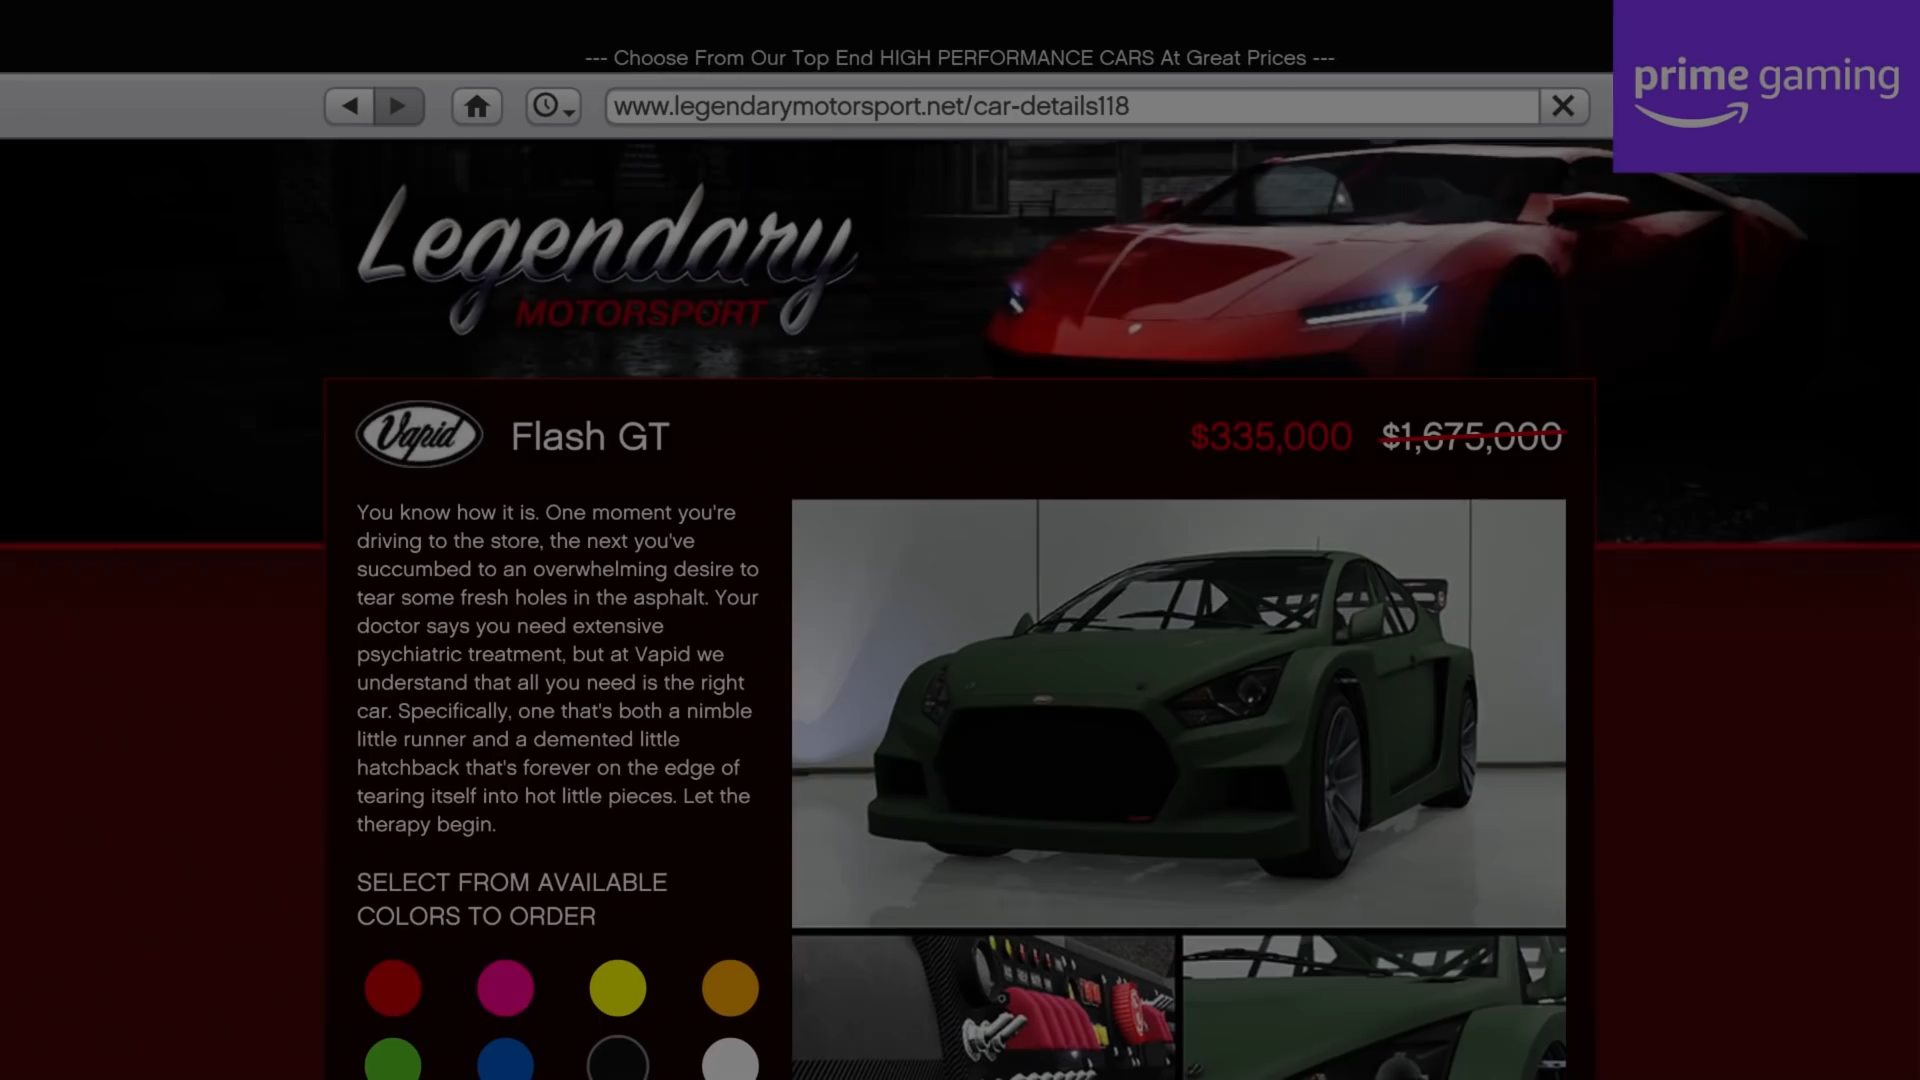 --- Choose From Our Top End HIGH PERFORMANCE CARS At Great Prices ---
www.legendarymotorsport.net/car-details118
prime gaming
Legendary
MOTORSPORT
Vapid
Flash GT
$335,000 $1,675,000
You know how it is. One moment you're
driving to the store, the next you've
succumbed to an overwhelming desire to
tear some fresh holes in the asphalt. Your
doctor says you need extensive
psychiatric treatment, but at Vapid we
understand that all you need is the right
car. Specifically, one that's both a nimble
little runner and a demented little
hatchback that's forever on the edge of
tearing itself into hot little pieces. Let the
therapy begin.
SELECT FROM AVAILABLE
COLORS TO ORDER